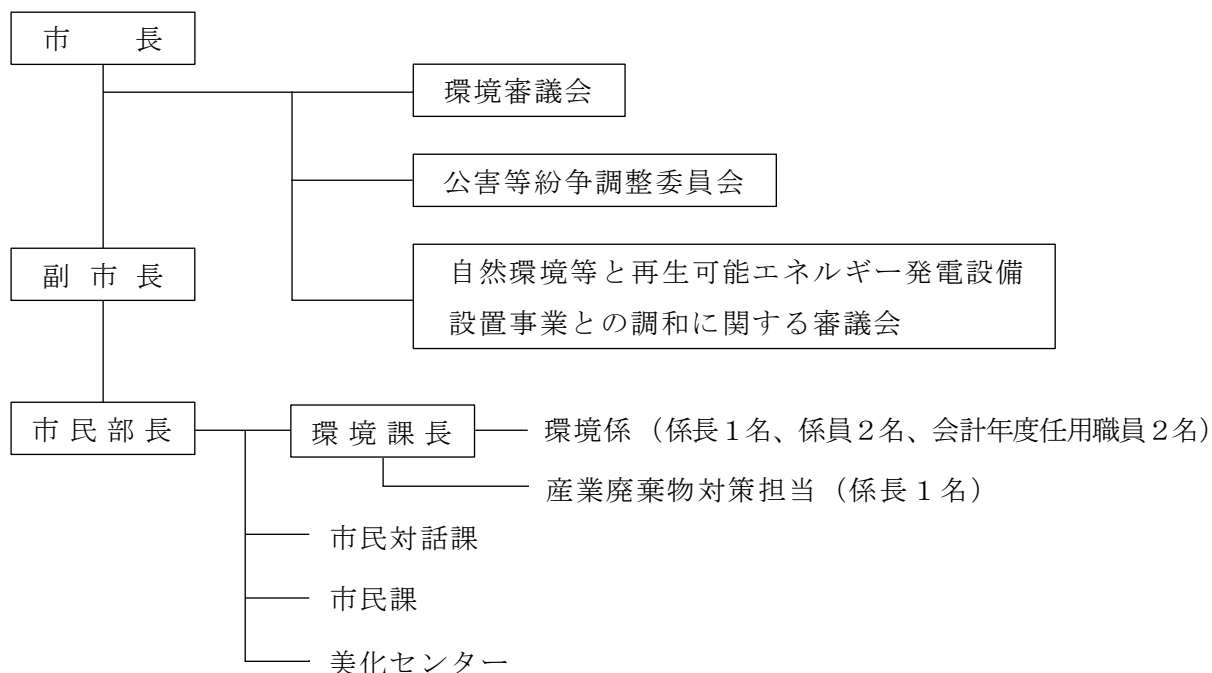 市長
環境審議会
公害等紛争調整委員会
副市長
自然環境等と再生可能エネルギー発電設備
設置事業との調和に関する審議会
市民部長
環境課長
環境係（係長１名、係員２名、会計年度任用職員２名）
産業廃棄物対策担当（係長１名）
市民対話課
市民課
美化センター